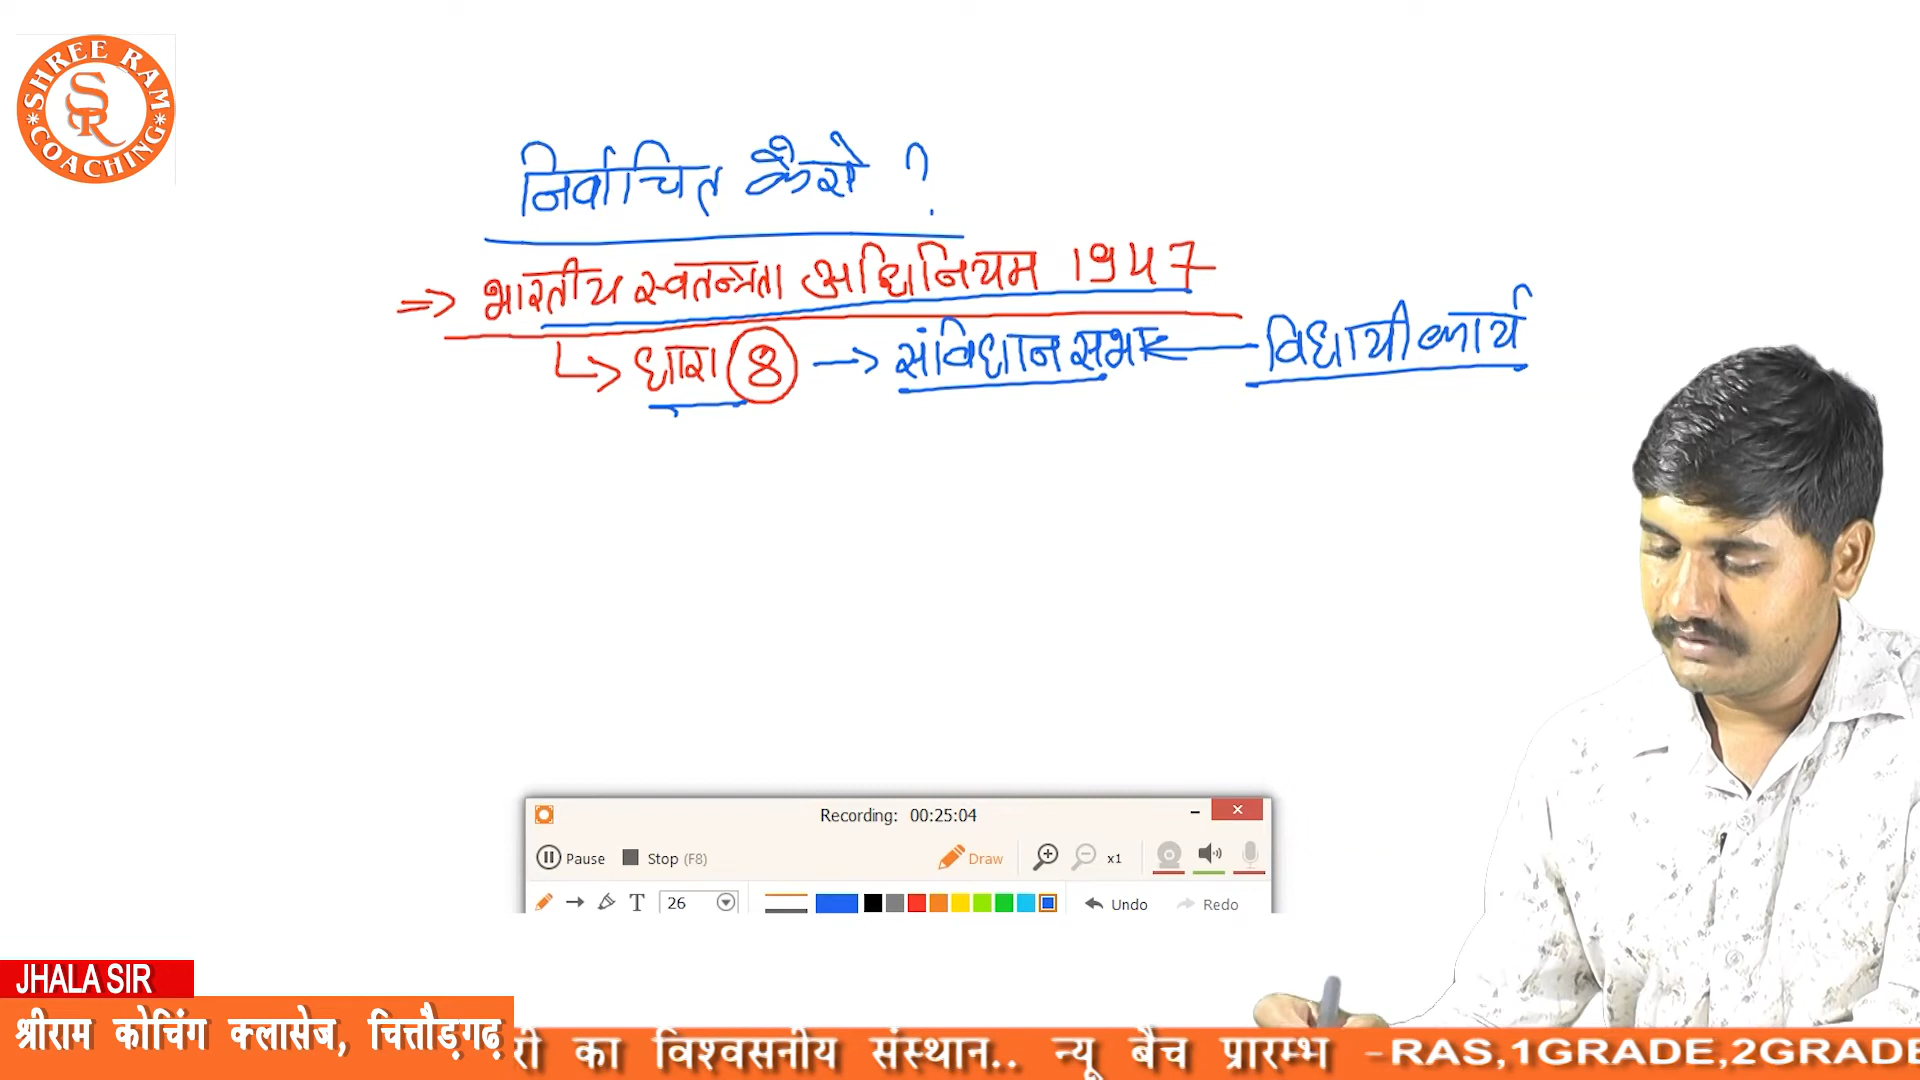 SHREE RAM COACHING
SR
निर्वाचित कैसे ?
=> भारतीय स्वतन्त्रता अधिनियम 1947
↳ धारा 8 → संविधान सभा ← विधायी कार्य
Recording: 00:25:04
Pause Stop (F8) Draw x1
T 26 Undo Redo
JHALA SIR
श्रीराम कोचिंग क्लासेज, चित्तौड़गढ़
री का विश्वसनीय संस्थान.. न्यू बैच प्रारम्भ -RAS,1GRADE,2GRADE